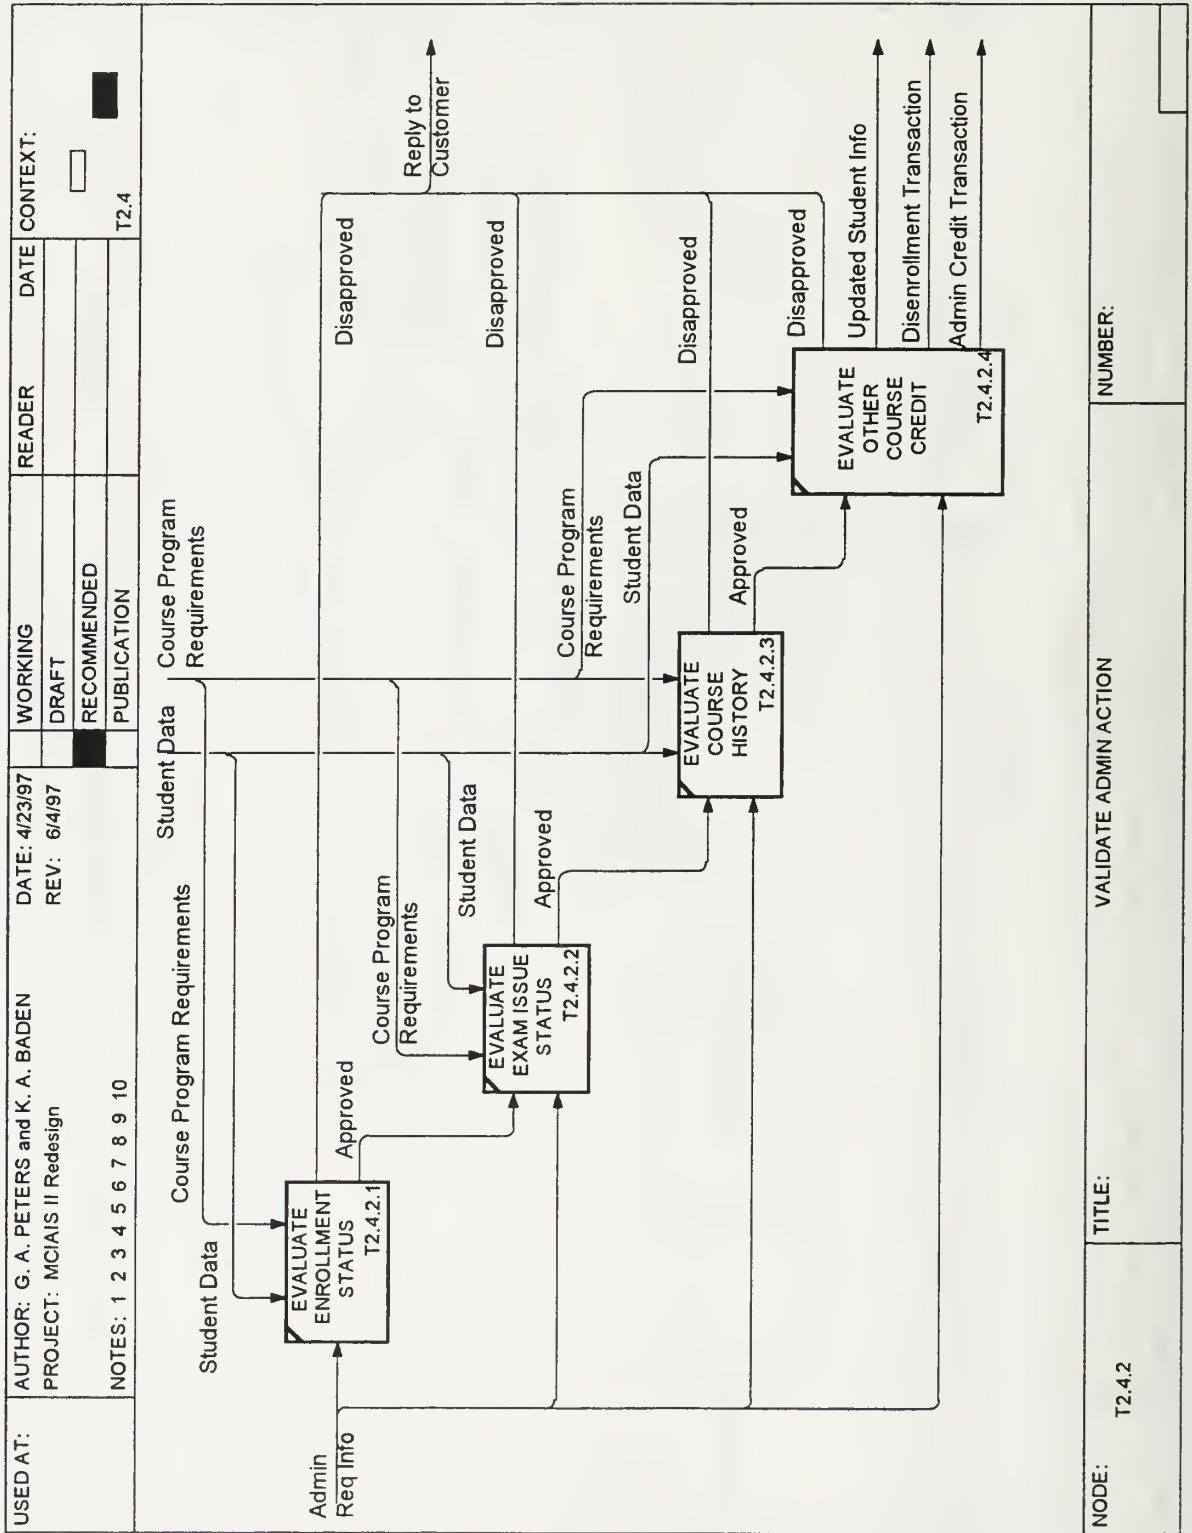 USED AT:
AUTHOR: G. A. PETERS and K. A. BADEN
PROJECT: MCIAIS II Redesign
NOTES: 1 2 3 4 5 6 7 8 9 10
DATE: 4/23/97
REV: 6/4/97
WORKING
DRAFT
RECOMMENDED
PUBLICATION
READER
DATE
CONTEXT:
T2.4
Student Data
Course Program
Requirements
Course Program Requirements
Student Data
Admin
Req Info
EVALUATE
ENROLLMENT
STATUS
T2.4.2.1
Disapproved
Approved
Reply to
Customer
Course Program
Requirements
Student Data
EVALUATE
EXAM ISSUE
STATUS
T2.4.2.2
Disapproved
Approved
Course Program
Requirements
Student Data
EVALUATE
COURSE
HISTORY
T2.4.2.3
Disapproved
Approved
EVALUATE
OTHER
COURSE
CREDIT
T2.4.2.4
Disapproved
Updated Student Info
Disenrollment Transaction
Admin Credit Transaction
NODE:
T2.4.2
TITLE:
VALIDATE ADMIN ACTION
NUMBER: